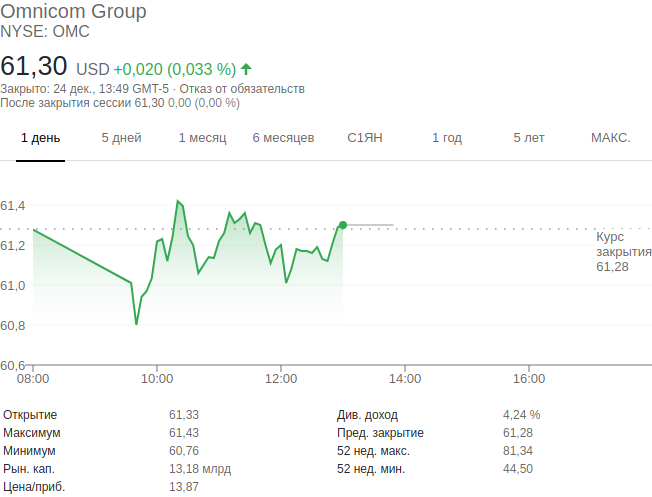 Omnicom Group
NYSE: OMC
61,30 USD +0,020 (0,033 %)
Закрыто: 24 дек., 13:49 GMT-5 · Отказ от обязательств
После закрытия сессии 61,30 0,00 (0,00 %)
1 день 5 дней 1 месяц 6 месяцев С1ЯН 1 год 5 лет МАКС.
61,4
61,2
61,0
60,8
60,6
Курс
закрытия
61,28
08:00 10:00 12:00 14:00 16:00
Открытие 61,33 Див. доход 4,24 %
Максимум 61,43 Пред. закрытие 61,28
Минимум 60,76 52 нед. макс. 81,34
Рын. кап. 13,18 млрд 52 нед. мин. 44,50
Цена/приб. 13,87